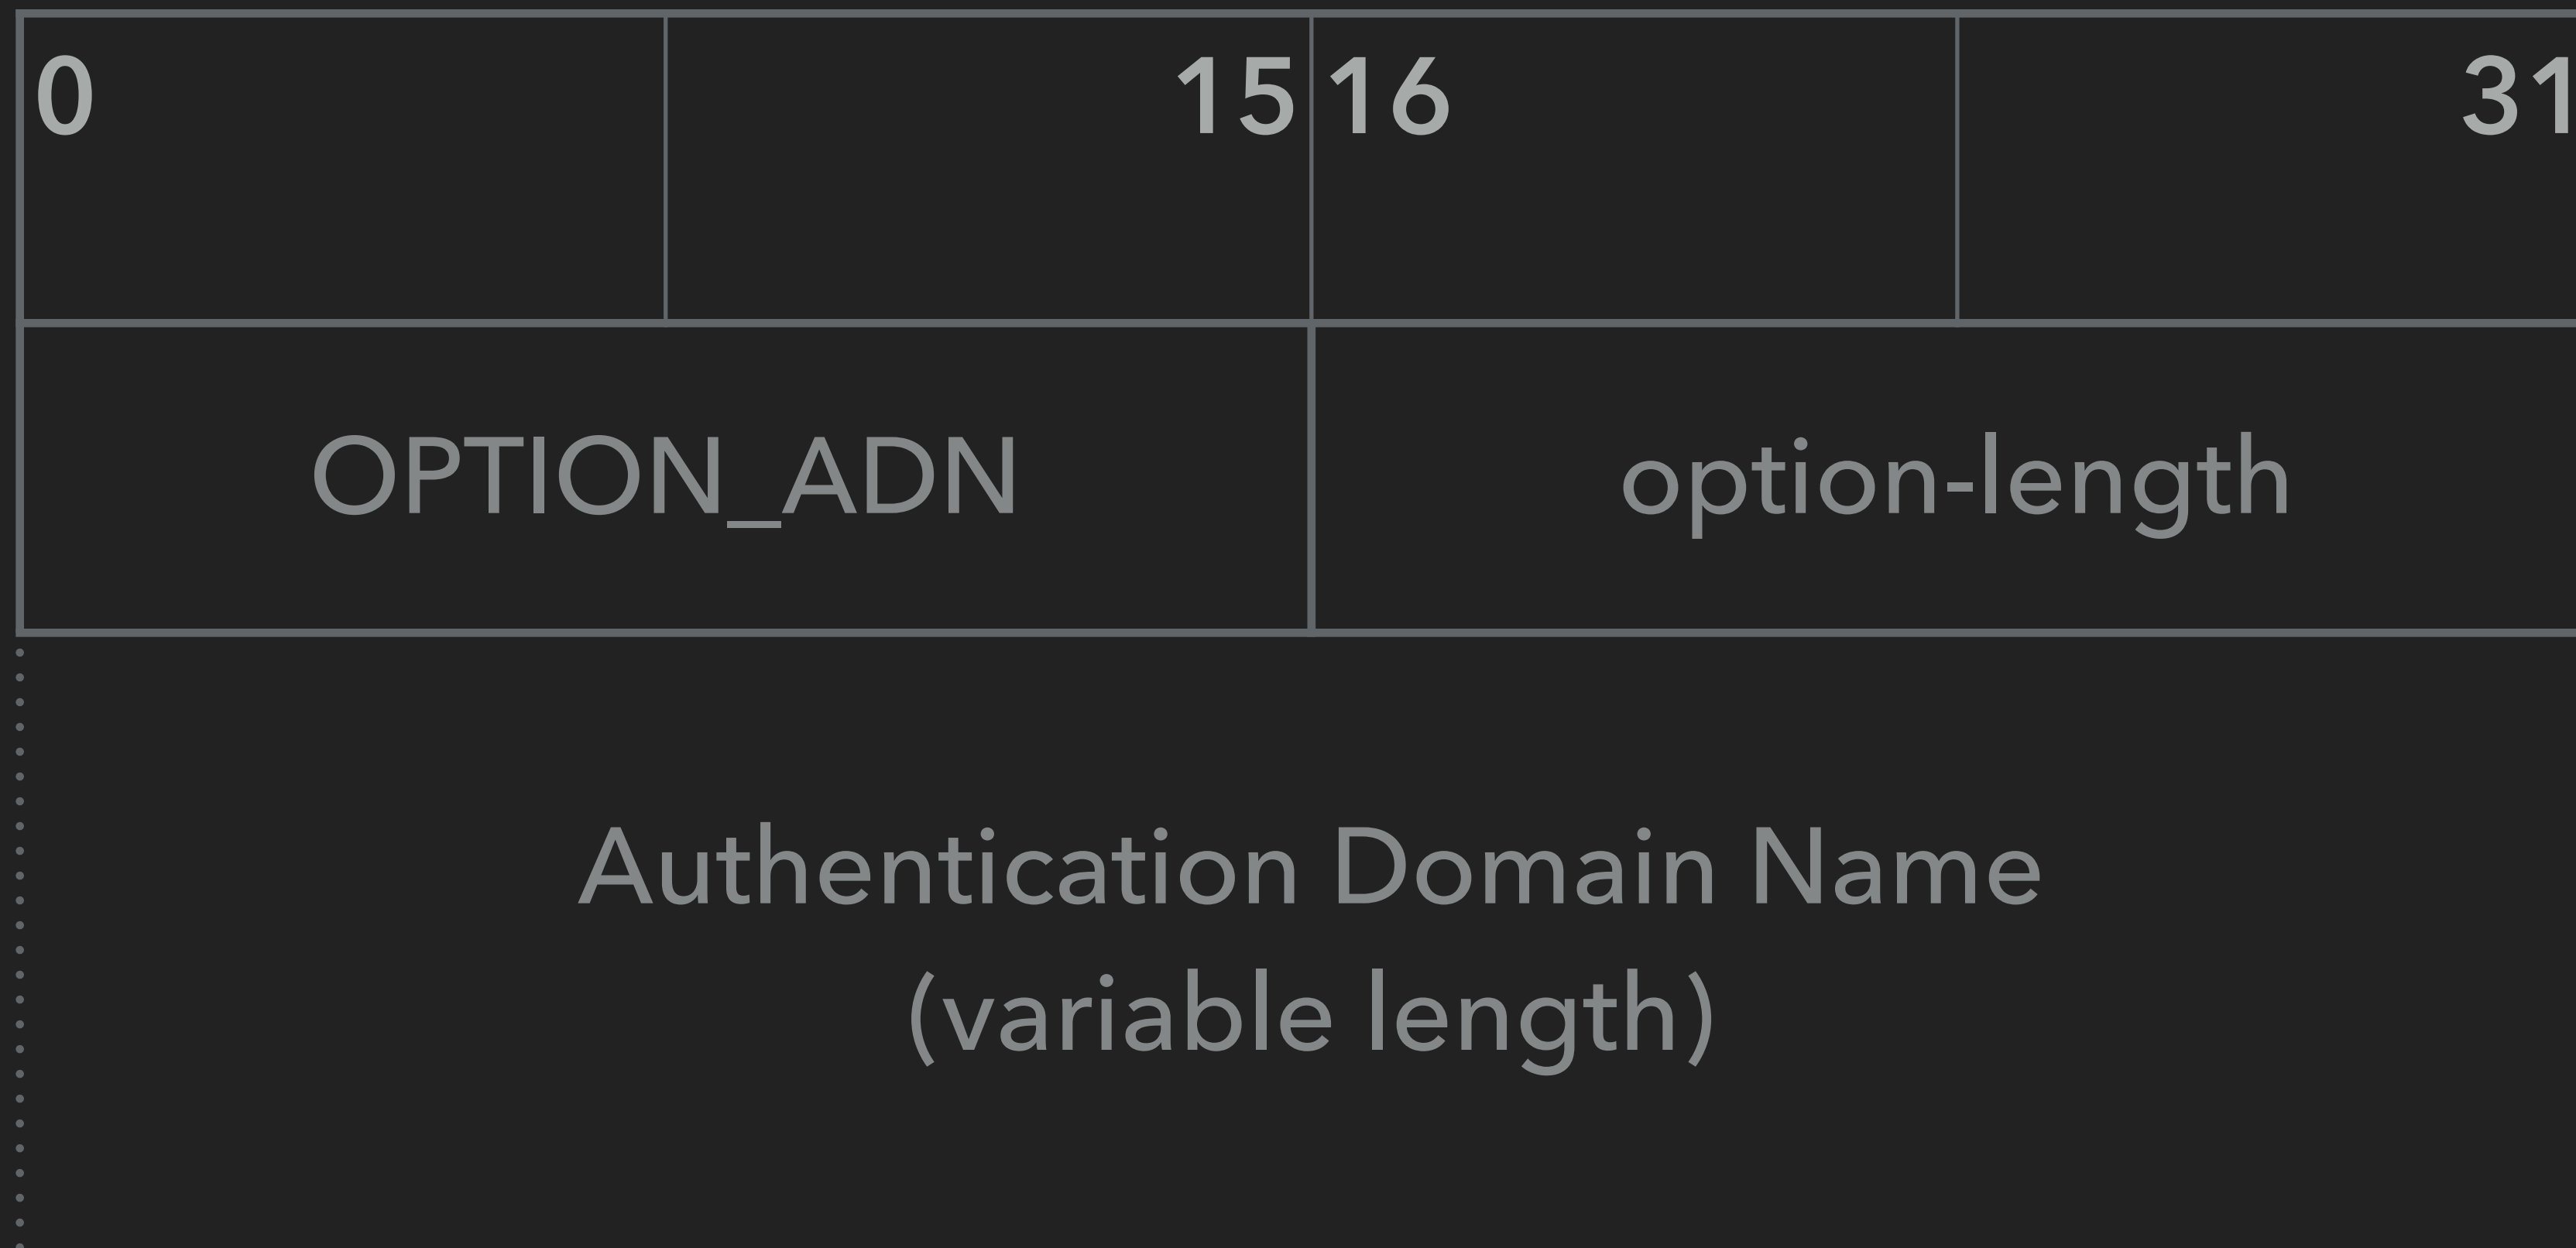 0 15 16 31
OPTION_ADN option-length
Authentication Domain Name
(variable length)